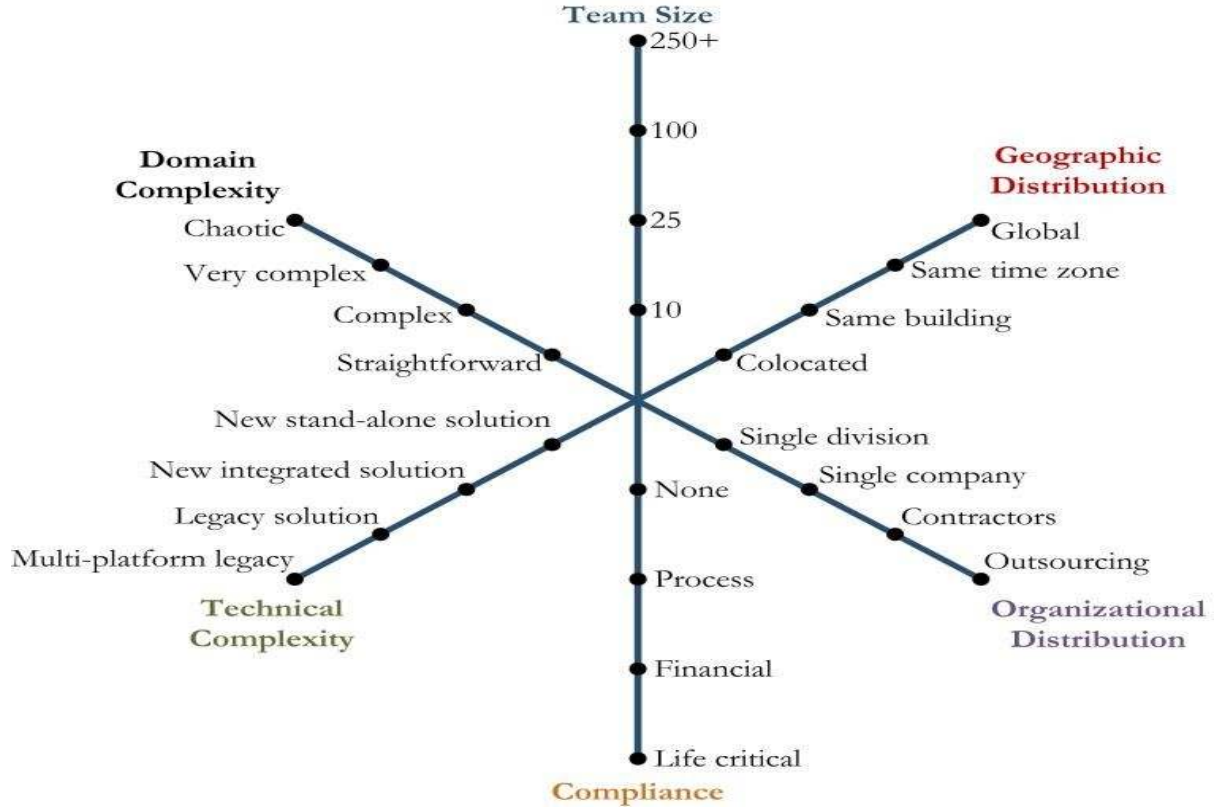 Team Size
250+
100
25
10
Domain
Complexity
Chaotic
Very complex
Complex
Straightforward
Geographic
Distribution
Global
Same time zone
Same building
Colocated
New stand-alone solution
New integrated solution
Legacy solution
Multi-platform legacy
Technical
Complexity
Single division
Single company
Contractors
Outsourcing
Organizational
Distribution
None
Process
Financial
Life critical
Compliance